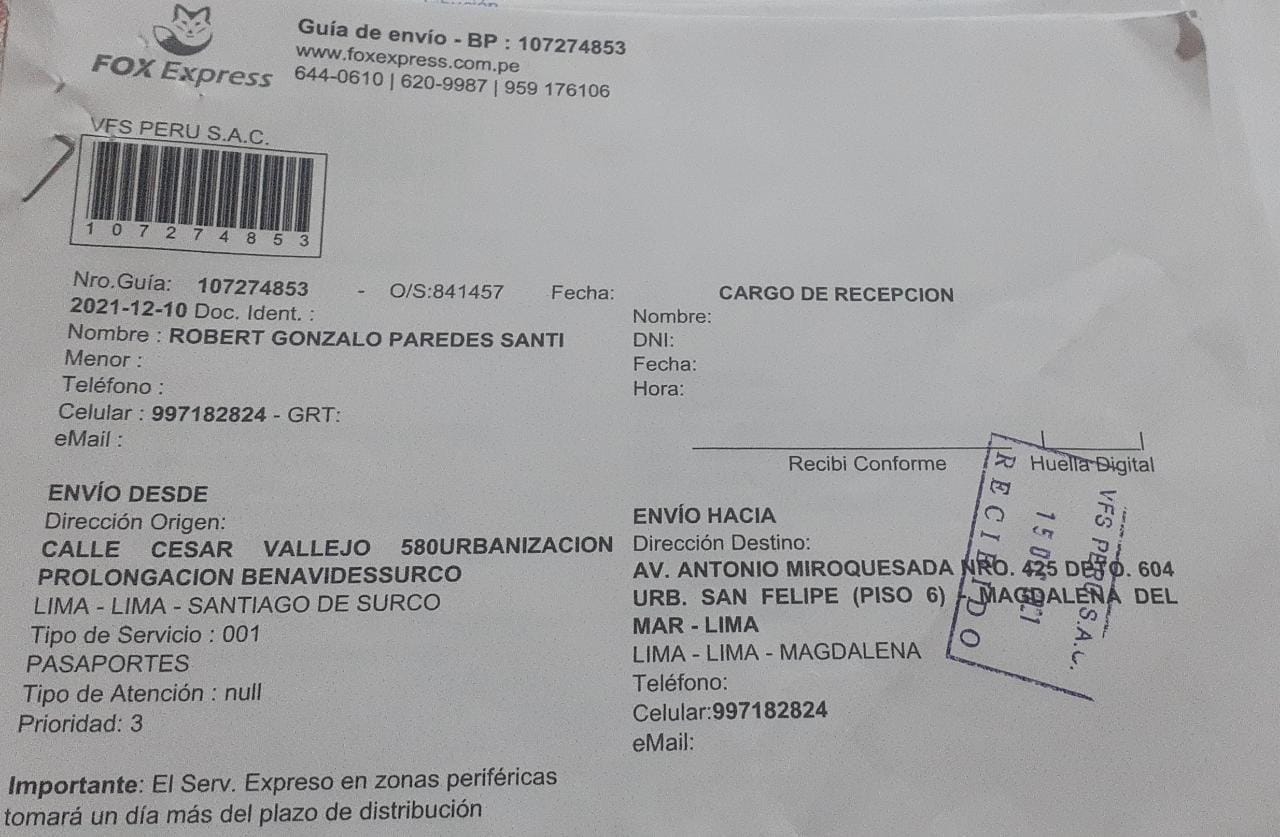 FOX Express
Guía de envío - BP : 107274853
www.foxexpress.com.pe
644-0610 | 620-9987 | 959 176106
VFS PERU S.A.C.
1 0 7 2 7 4 8 5 3
Nro.Guía: 107274853 - O/S:841457 Fecha:
2021-12-10 Doc. Ident. :
Nombre : ROBERT GONZALO PAREDES SANTI
Menor :
Teléfono :
Celular : 997182824 - GRT:
eMail :
CARGO DE RECEPCION
Nombre:
DNI:
Fecha:
Hora:
Recibi Conforme
Huella Digital
ENVÍO DESDE
Dirección Origen:
CALLE CESAR VALLEJO 580URBANIZACION
PROLONGACION BENAVIDESSURCO
LIMA - LIMA - SANTIAGO DE SURCO
Tipo de Servicio : 001
PASAPORTES
Tipo de Atención : null
Prioridad: 3
ENVÍO HACIA
Dirección Destino:
AV. ANTONIO MIROQUESADA NRO. 425 DPTO. 604
URB. SAN FELIPE (PISO 6) - MAGDALENA DEL
MAR - LIMA
LIMA - LIMA - MAGDALENA
Teléfono:
Celular:997182824
eMail:
VFS PERU S.A.C.
RECIBIDO
Importante: El Serv. Expreso en zonas periféricas
tomará un día más del plazo de distribución